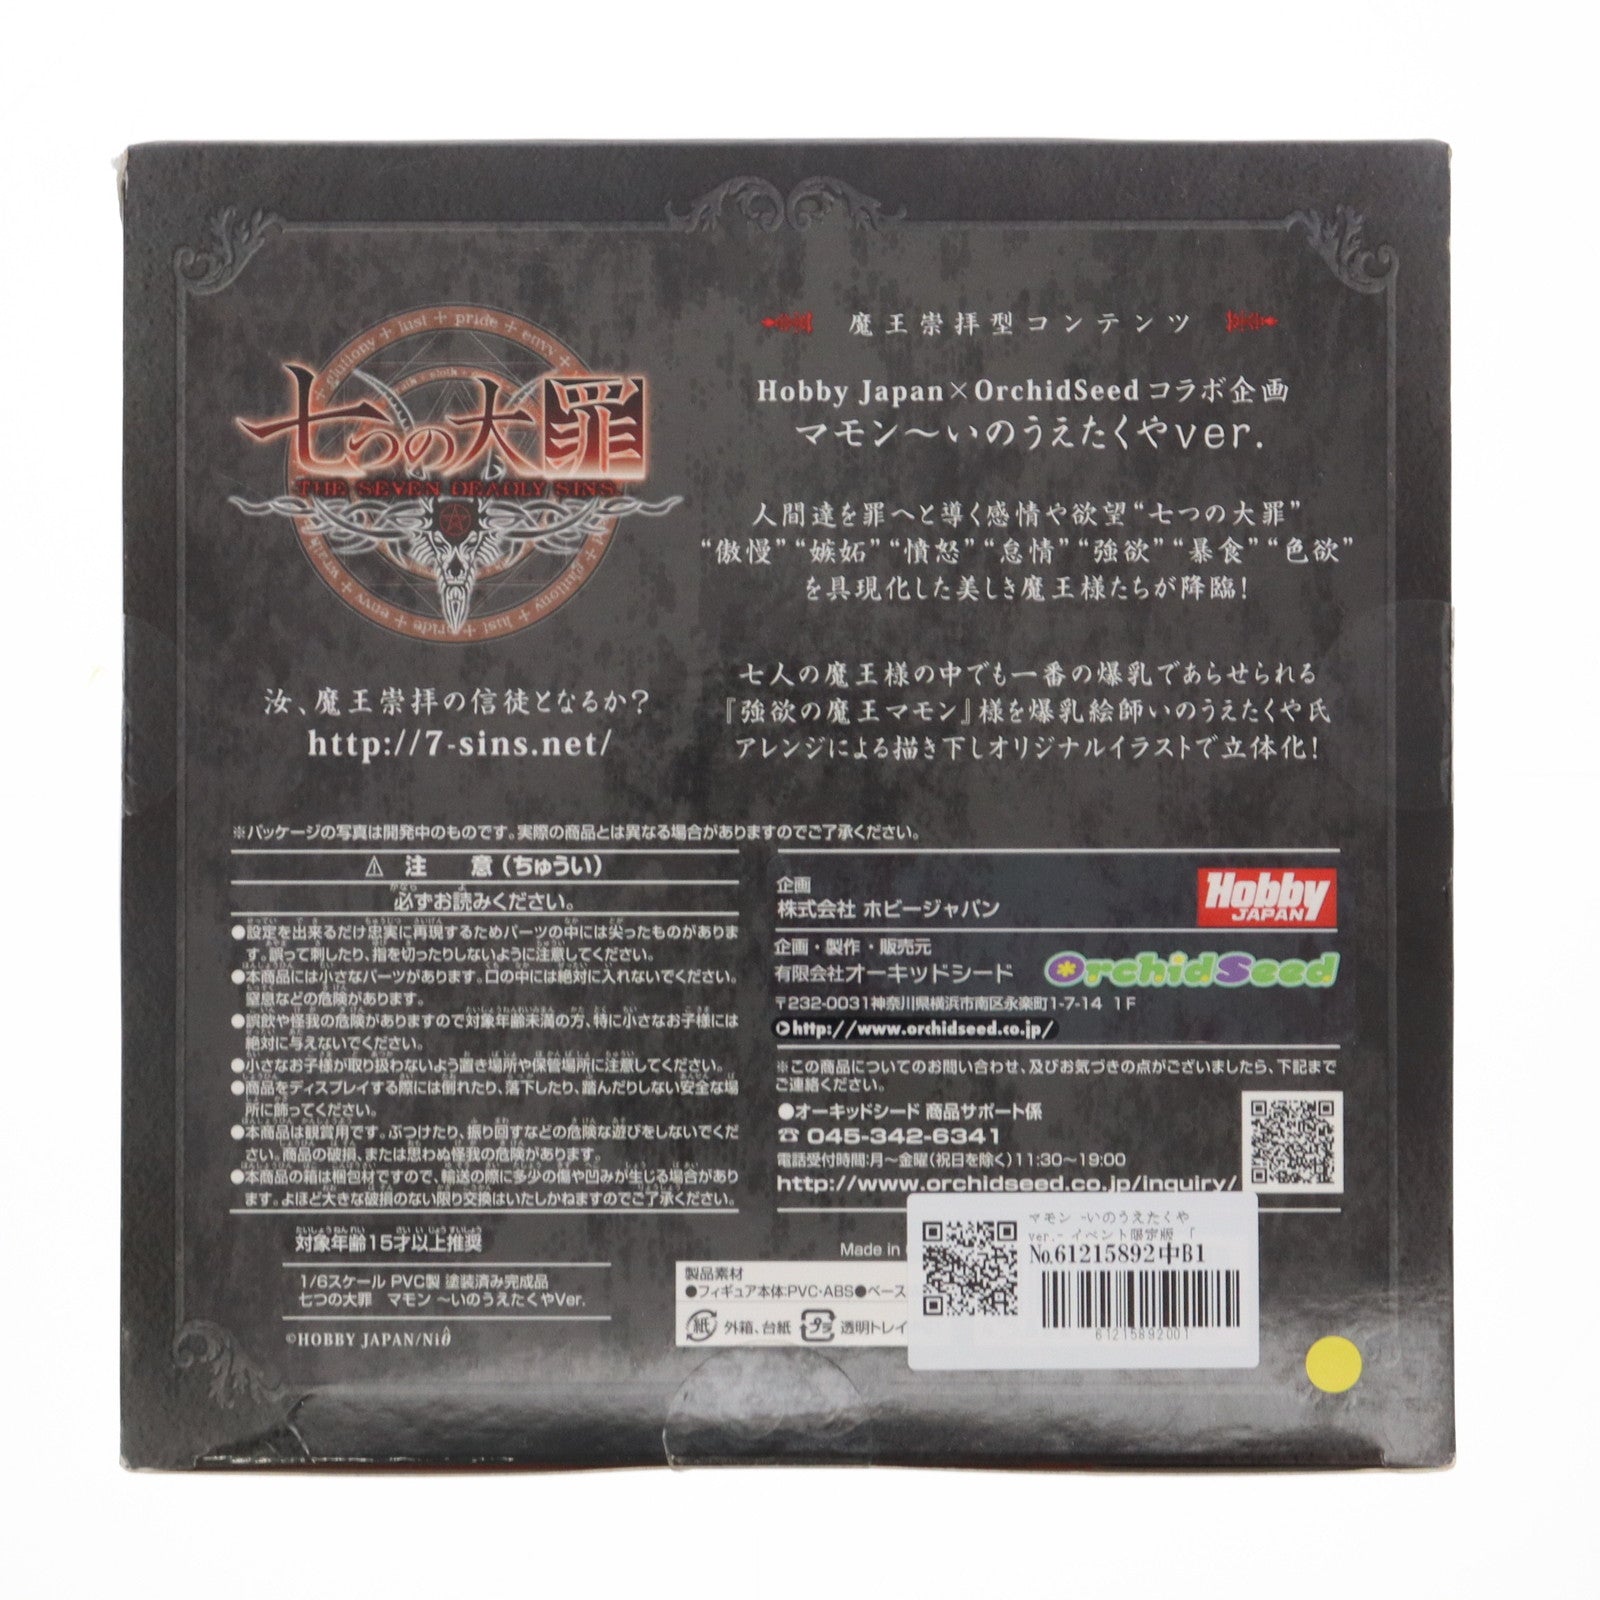 七つの大罪
THE SEVEN DEADLY SINS
汝、魔王崇拝の信徒となるか?
http://7-sins.net/
魔王崇拝型コンテンツ
Hobby Japan×OrchidSeedコラボ企画
マモン～いのうえたくやver.
人間達を罪へと導く感情や欲望“七つの大罪”
“傲慢”“嫉妬”“憤怒”“怠惰”“強欲”“暴食”“色欲”
を具現化した美しき魔王様たちが降臨!
七人の魔王様の中でも一番の爆乳であらせられる
『強欲の魔王マモン』様を爆乳絵師いのうえたくや氏
アレンジによる描き下しオリジナルイラストで立体化!
※パッケージの写真は開発中のものです。実際の商品とは異なる場合がありますのでご了承ください。
⚠ 注 意(ちゅうい)
必ずお読みください。
●設定を出来るだけ忠実に再現するためパーツの中には尖ったものがありま
す。誤って刺したり、指を切ったりしないように注意してください。
●本商品には小さなパーツがあります。口の中には絶対に入れないでください。
窒息などの危険があります。
●誤飲や怪我の危険がありますので対象年齢未満の方、特に小さなお子様には
絶対に与えないでください。
●小さなお子様が取り扱わないよう置き場所や保管場所に注意してください。
●商品をディスプレイする際には倒れたり、落下したり、踏んだりしない安全な場
所に飾ってください。
●本商品は観賞用です。ぶつけたり、振り回すなどの危険な遊びをしないでくだ
さい。商品の破損、または思わぬ怪我の危険があります。
●本商品の箱は梱包材ですので、輸送の際に多少の傷や凹みが生じる場合があり
ます。よほど大きな破損のない限り交換はいたしかねますのでご了承ください。
対象年齢15才以上推奨
1/6スケール PVC製 塗装済み完成品
七つの大罪 マモン ～いのうえたくやVer.
©HOBBY JAPAN/Niθ
企画
株式会社 ホビージャパン
Hobby
JAPAN
企画・製作・販売元
有限会社オーキッドシード
OrchidSeed
〒232-0031神奈川県横浜市南区永楽町1-7-14 1F
http://www.orchidseed.co.jp/
※この商品についてのお問い合わせ、及びお気づきの点がございましたら、下記まで
ご連絡ください。
●オーキッドシード 商品サポート係
☎ 045-342-6341
電話受付時間:月～金曜(祝日を除く)11:30～19:00
http://www.orchidseed.co.jp/inquiry/
Made in
製品素材
●フィギュア本体:PVC・ABS●ベース
紙 外箱、台紙 プラ 透明トレイ
マモン -いのうえたくや
ver.- イベント限定版 「
No.61215892中B1
61215892001